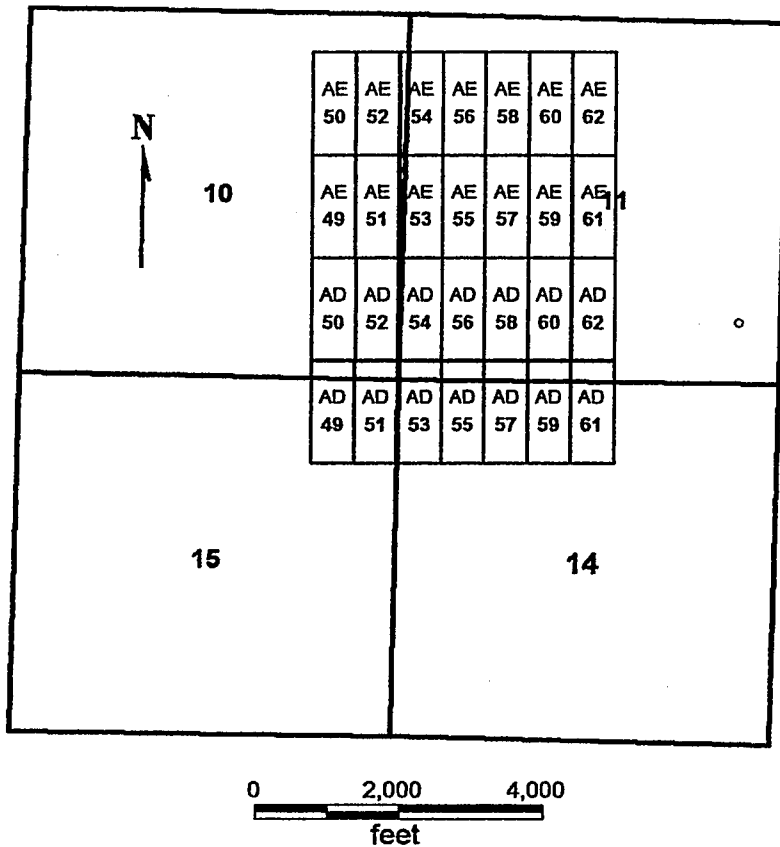 AE AE AE AE AE AE AE
50 52 54 56 58 60 62
N
10
AE AE AE AE AE AE AE
11
49 51 53 55 57 59 61
AD AD AD AD AD AD AD
50 52 54 56 58 60 62
AD AD AD AD AD AD AD
49 51 53 55 57 59 61
15
14
0 2,000 4,000
feet